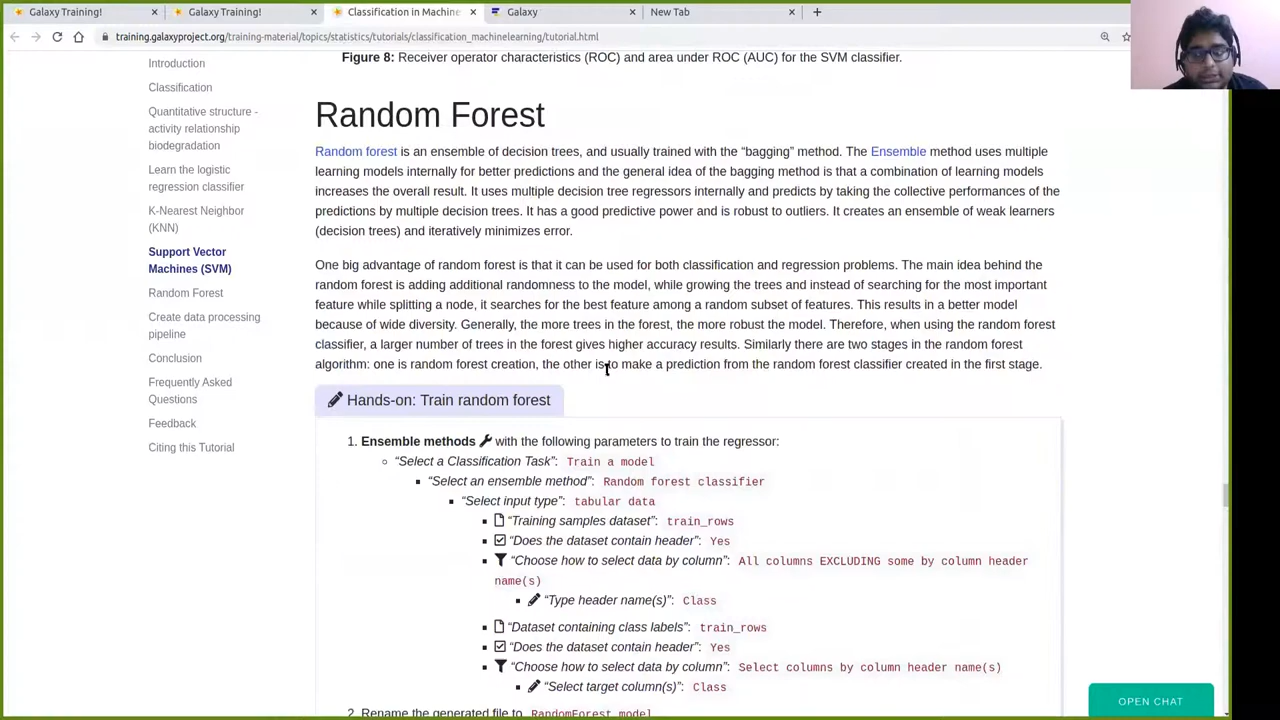 Galaxy Training!
Galaxy Training!
Classification in Machine
Galaxy
New Tab
training.galaxyproject.org/training-material/topics/statistics/tutorials/classification_machinelearning/tutorial.html
Introduction
Classification
Quantitative structure -
activity relationship
biodegradation
Learn the logistic
regression classifier
K-Nearest Neighbor
(KNN)
Support Vector
Machines (SVM)
Random Forest
Create data processing
pipeline
Conclusion
Frequently Asked
Questions
Feedback
Citing this Tutorial
Figure 8: Receiver operator characteristics (ROC) and area under ROC (AUC) for the SVM classifier.
Random Forest
Random forest is an ensemble of decision trees, and usually trained with the “bagging” method. The Ensemble method uses multiple
learning models internally for better predictions and the general idea of the bagging method is that a combination of learning models
increases the overall result. It uses multiple decision tree regressors internally and predicts by taking the collective performances of the
predictions by multiple decision trees. It has a good predictive power and is robust to outliers. It creates an ensemble of weak learners
(decision trees) and iteratively minimizes error.
One big advantage of random forest is that it can be used for both classification and regression problems. The main idea behind the
random forest is adding additional randomness to the model, while growing the trees and instead of searching for the most important
feature while splitting a node, it searches for the best feature among a random subset of features. This results in a better model
because of wide diversity. Generally, the more trees in the forest, the more robust the model. Therefore, when using the random forest
classifier, a larger number of trees in the forest gives higher accuracy results. Similarly there are two stages in the random forest
algorithm: one is random forest creation, the other is to make a prediction from the random forest classifier created in the first stage.
Hands-on: Train random forest
1. Ensemble methods with the following parameters to train the regressor:
“Select a Classification Task”: Train a model
“Select an ensemble method”: Random forest classifier
“Select input type”: tabular data
“Training samples dataset”: train_rows
“Does the dataset contain header”: Yes
“Choose how to select data by column”: All columns EXCLUDING some by column header
name(s)
“Type header name(s)”: Class
“Dataset containing class labels”: train_rows
“Does the dataset contain header”: Yes
“Choose how to select data by column”: Select columns by column header name(s)
“Select target column(s)”: Class
2. Rename the generated file to RandomForest_model
OPEN CHAT